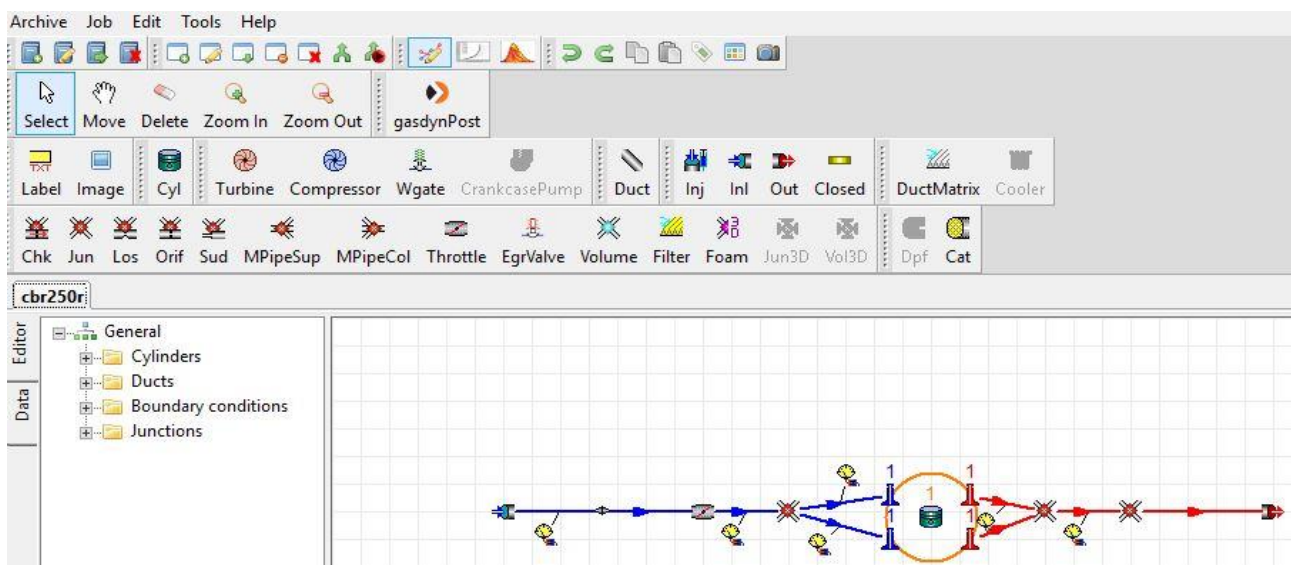 Archive Job Edit Tools Help
Select Move Delete Zoom In Zoom Out gasdynPost
TXT
Label Image Cyl Turbine Compressor Wgate CrankcasePump Duct Inj Inl Out Closed DuctMatrix Cooler
Chk Jun Los Orif Sud MPipeSup MPipeCol Throttle EgrValve Volume Filter Foam Jun3D Vol3D Dpf Cat
cbr250r
Editor
Data
General
Cylinders
Ducts
Boundary conditions
Junctions
1 1
1
1 1